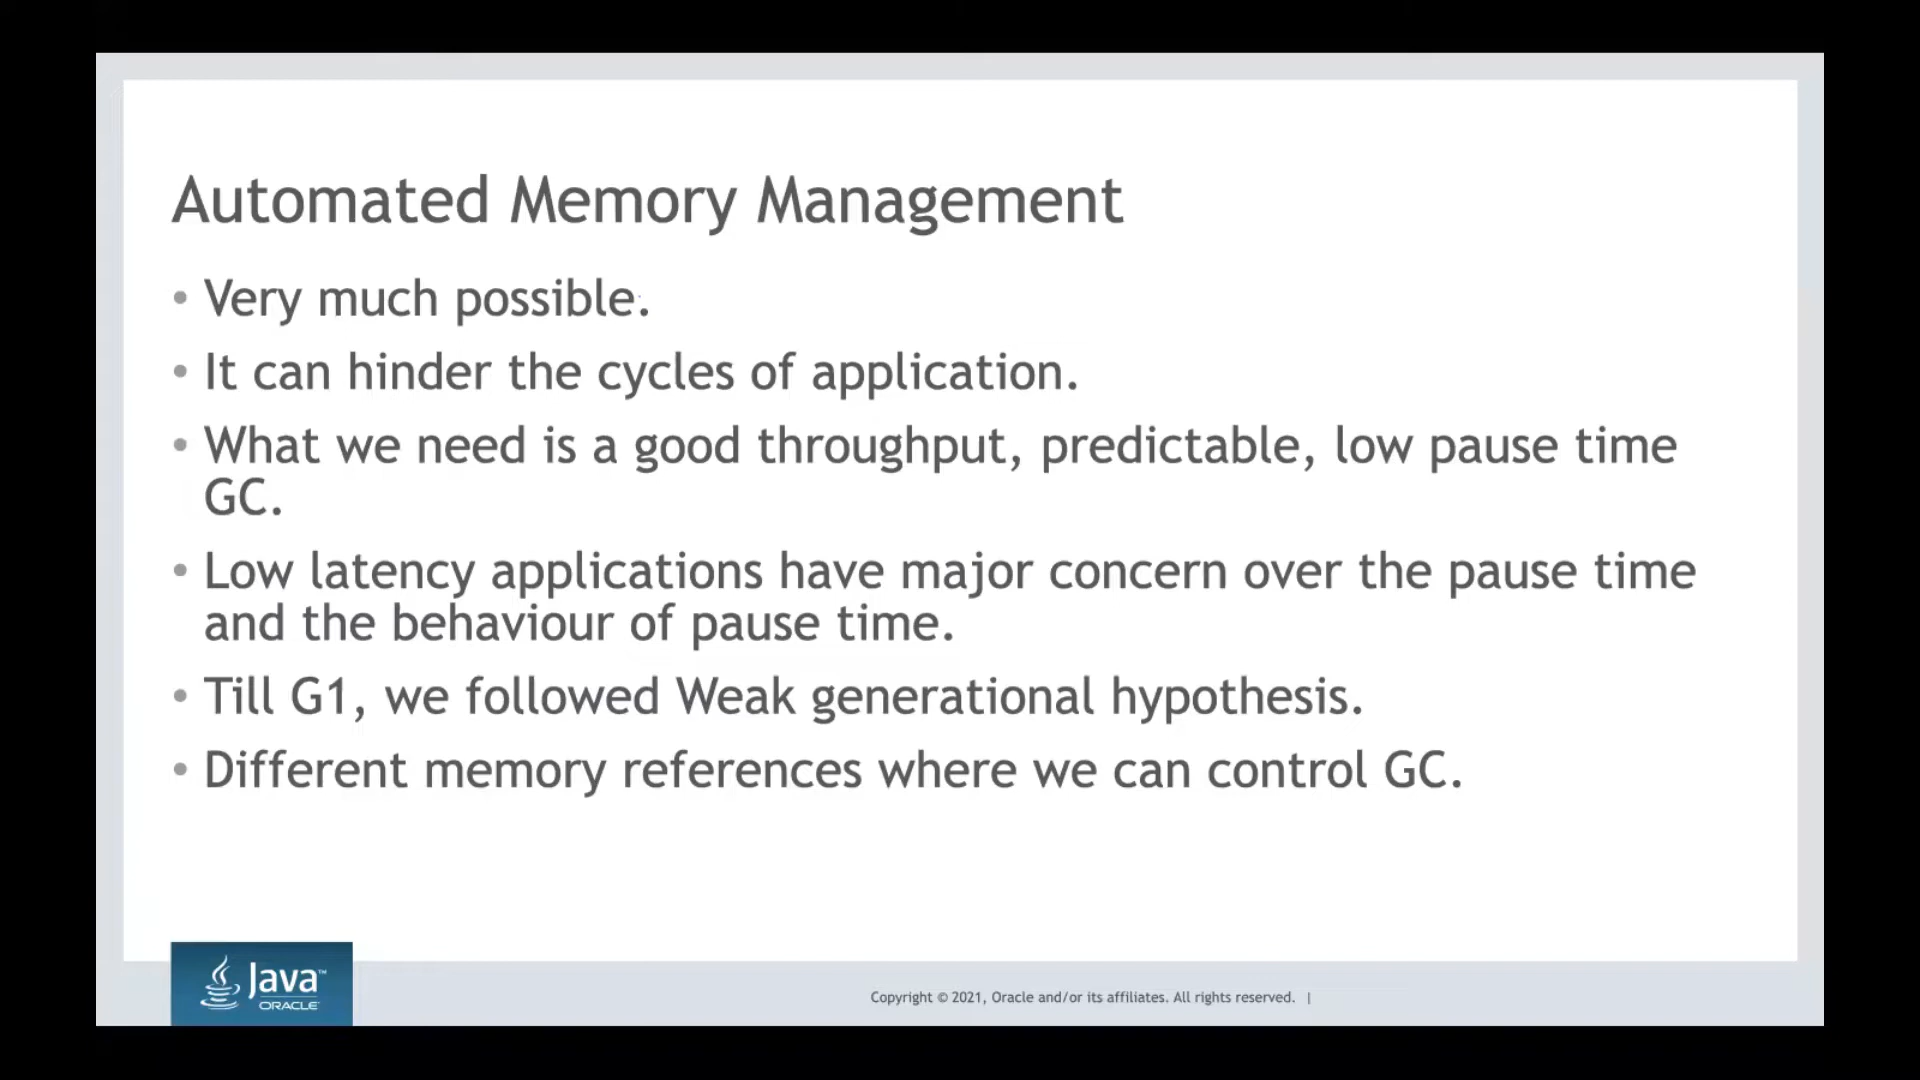 Automated Memory Management
• Very much possible.
• It can hinder the cycles of application.
• What we need is a good throughput, predictable, low pause time
GC.
• Low latency applications have major concern over the pause time
and the behaviour of pause time.
• Till G1, we followed Weak generational hypothesis.
• Different memory references where we can control GC.
Java™
ORACLE
Copyright © 2021, Oracle and/or its affiliates. All rights reserved. |